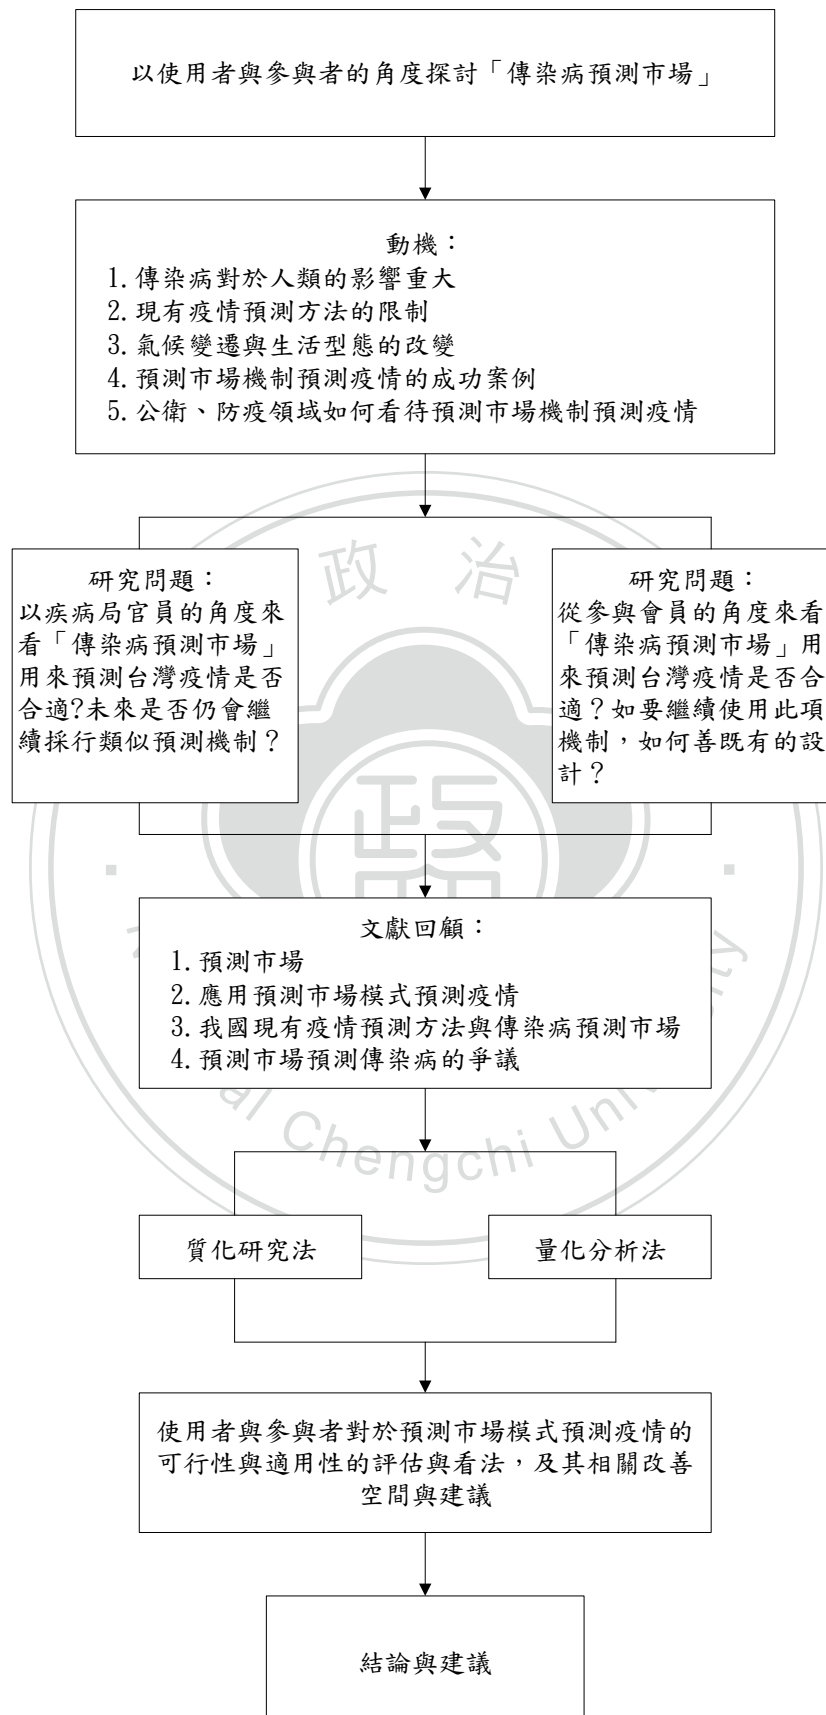 以使用者與參與者的角度探討「傳染病預測市場」
動機：
1.傳染病對於人類的影響重大
2.現有疫情預測方法的限制
3.氣候變遷與生活型態的改變
4.預測市場機制預測疫情的成功案例
5.公衛、防疫領域如何看待預測市場機制預測疫情
研究問題：
以疾病局官員的角度來
看「傳染病預測市場」
用來預測台灣疫情是否
合適?未來是否仍會繼
續採行類似預測機制？
研究問題：
從參與會員的角度來看
「傳染病預測市場」用
來預測台灣疫情是否合
適？如要繼續使用此項
機制，如何善既有的設
計？
政治
政
文獻回顧：
1.預測市場
2.應用預測市場模式預測疫情
3.我國現有疫情預測方法與傳染病預測市場
4.預測市場預測傳染病的爭議
Chengchi
質化研究法
量化分析法
使用者與參與者對於預測市場模式預測疫情的
可行性與適用性的評估與看法，及其相關改善
空間與建議
結論與建議